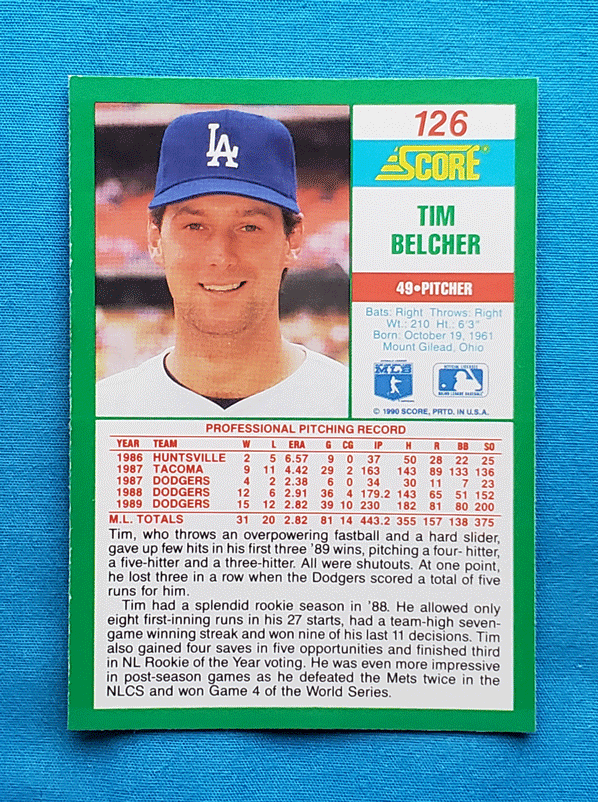 LA
126
SCORE
TIM
BELCHER
49•PITCHER
Bats: Right Throws: Right
Wt.: 210 Ht.: 6'3"
Born: October 19, 1961
Mount Gilead, Ohio
MLB
MAJOR LEAGUE BASEBALL
© 1990 SCORE, PRTD. IN U.S.A.
PROFESSIONAL PITCHING RECORD
YEAR TEAM W L ERA G CG IP H R BB SO
1986 HUNTSVILLE 2 5 6.57 9 0 37 50 28 22 25
1987 TACOMA 9 11 4.42 29 2 163 143 89 133 136
1987 DODGERS 4 2 2.38 6 0 34 30 11 7 23
1988 DODGERS 12 6 2.91 36 4 179.2 143 65 51 152
1989 DODGERS 15 12 2.82 39 10 230 182 81 80 200
M.L. TOTALS 31 20 2.82 81 14 443.2 355 157 138 375
Tim, who throws an overpowering fastball and a hard slider,
gave up few hits in his first three '89 wins, pitching a four- hitter,
a five-hitter and a three-hitter. All were shutouts. At one point,
he lost three in a row when the Dodgers scored a total of five
runs for him.
Tim had a splendid rookie season in '88. He allowed only
eight first-inning runs in his 27 starts, had a team-high seven-
game winning streak and won nine of his last 11 decisions. Tim
also gained four saves in five opportunities and finished third
in NL Rookie of the Year voting. He was even more impressive
in post-season games as he defeated the Mets twice in the
NLCS and won Game 4 of the World Series.